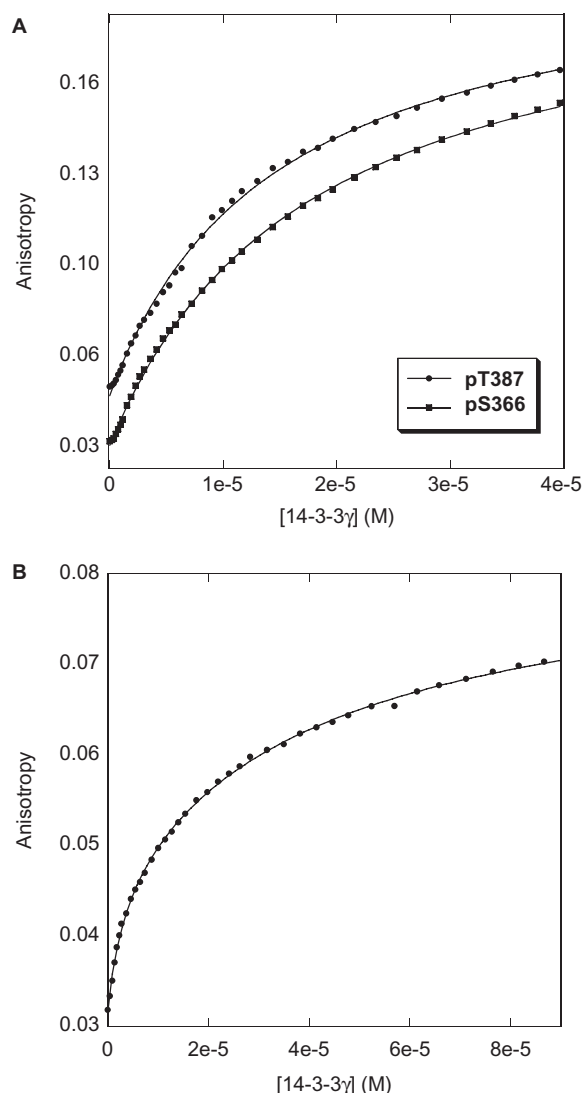 A
0.16
0.13
0.10
0.06
0.03
Anisotropy
pT387
pS366
0 1e-5 2e-5 3e-5 4e-5
[14-3-3γ] (M)
B
0.08
0.07
0.06
0.05
0.04
0.03
Anisotropy
0 2e-5 4e-5 6e-5 8e-5
[14-3-3γ] (M)